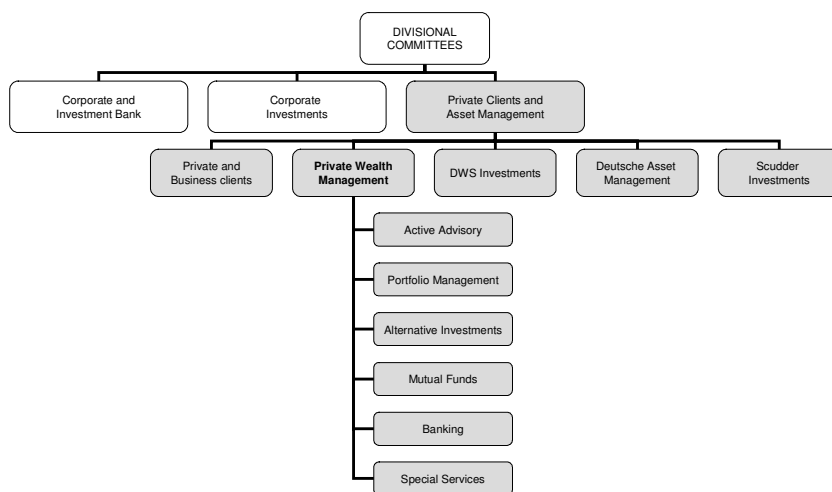 DIVISIONAL
COMMITTEES
Corporate and
Investment Bank
Corporate
Investments
Private Clients and
Asset Management
Private and
Business clients
Private Wealth
Management
DWS Investments
Deutsche Asset
Management
Scudder
Investments
Active Advisory
Portfolio Management
Alternative Investments
Mutual Funds
Banking
Special Services